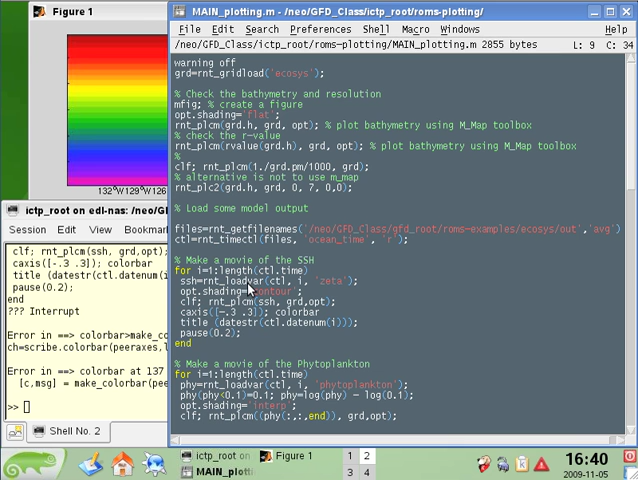 Figure 1
132°W129°W126
MAIN_plotting.m - /neo/GFD_Class/ictp_root/roms-plotting/
File Edit Search Preferences Shell Macro Windows Help
/neo/GFD_Class/ictp_root/roms-plotting/MAIN_plotting.m 2855 bytes L: 9 C: 34
warning off
grd=rnt_gridload('ecosys');
% Check the bathymetry and resolution
mfig; % create a figure
opt.shading='flat';
rnt_plcm(grd.h, grd, opt); % plot bathymetry using M_Map toolbox
% check the r-value
rnt_plcm(rvalue(grd.h), grd, opt); % plot bathymetry using M_Map toolbox
%
clf; rnt_plcm(1./grd.pm/1000, grd);
% alternative is not to use m_map
rnt_plc2(grd.h, grd, 0, 7, 0,0);
% Load some model output
files=rnt_getfilenames('/neo/GFD_Class/gfd_root/roms-examples/ecosys/out','avg')
ctl=rnt_timectl(files, 'ocean_time', 'r');
% Make a movie of the SSH
for i=1:length(ctl.time)
ssh=rnt_loadvar(ctl, i, 'zeta');
opt.shading='contour';
clf; rnt_plcm(ssh, grd,opt);
caxis([-.3 .3]); colorbar
title (datestr(ctl.datenum(i)));
pause(0.2);
end
% Make a movie of the Phytoplankton
for i=1:length(ctl.time)
phy=rnt_loadvar(ctl, i, 'phytoplankton');
phy(phy<0.1)=0.1; phy=log(phy) - log(0.1);
opt.shading='interp';
clf; rnt_plcm((phy(:,:,end)), grd,opt);
ictp_root on edl-nas: /neo/G
Session Edit View Bookmar
clf; rnt_plcm(ssh, grd,opt
caxis([-.3 .3]); colorbar
title (datestr(ctl.datenum(i
pause(0.2);
end
??? Interrupt
Error in ==> colorbar>make_co
ch=scribe.colorbar(peeraxes,l
Error in ==> colorbar at 137
[c,msg] = make_colorbar(pee
>>
Shell No. 2
ictp_root on
Figure 1
MAIN_plotti
1 2
3 4
16:40
2009-11-05